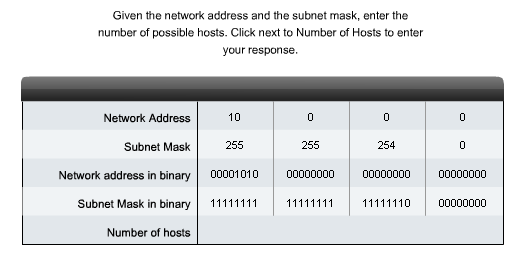 Given the network address and the subnet mask, enter the
number of possible hosts. Click next to Number of Hosts to enter
your response.
Network Address 10 0 0 0
Subnet Mask 255 255 254 0
Network address in binary 00001010 00000000 00000000 00000000
Subnet Mask in binary 11111111 11111111 11111110 00000000
Number of hosts